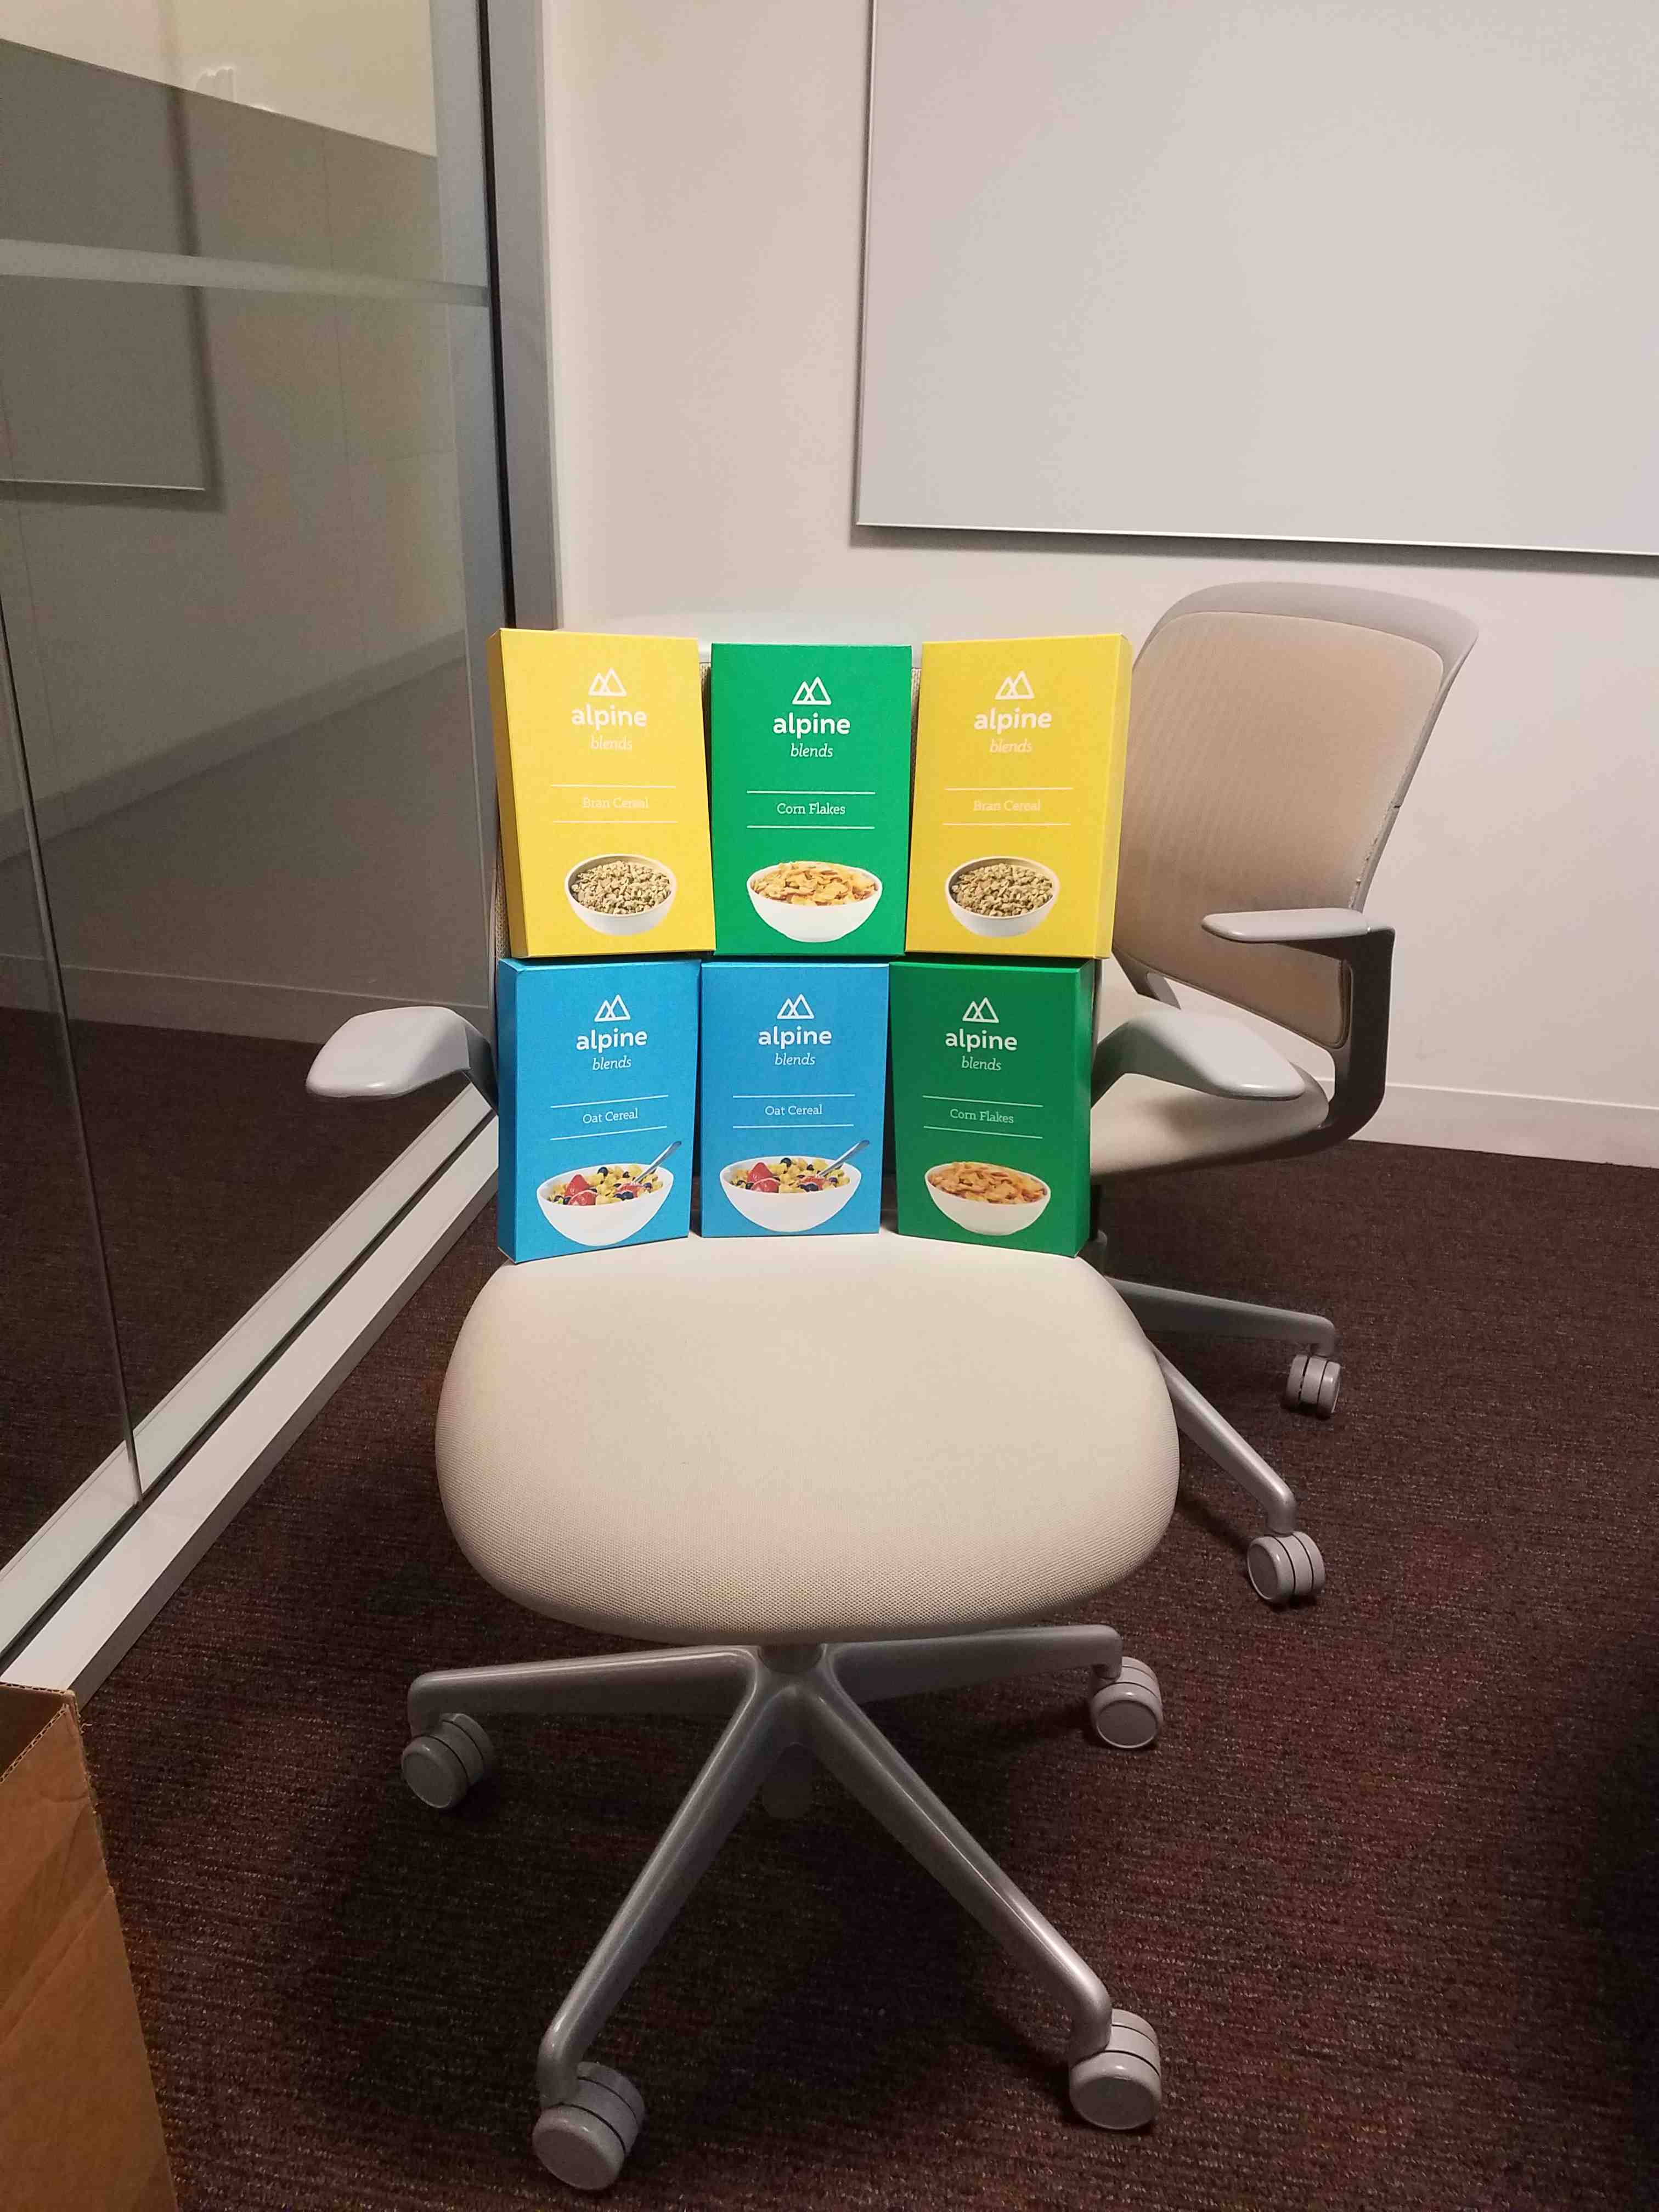 alpine
blends
Bran Cereal
alpine
blends
Corn Flakes
alpine
blends
Bran Cereal
alpine
blends
Oat Cereal
alpine
blends
Oat Cereal
alpine
blends
Corn Flakes